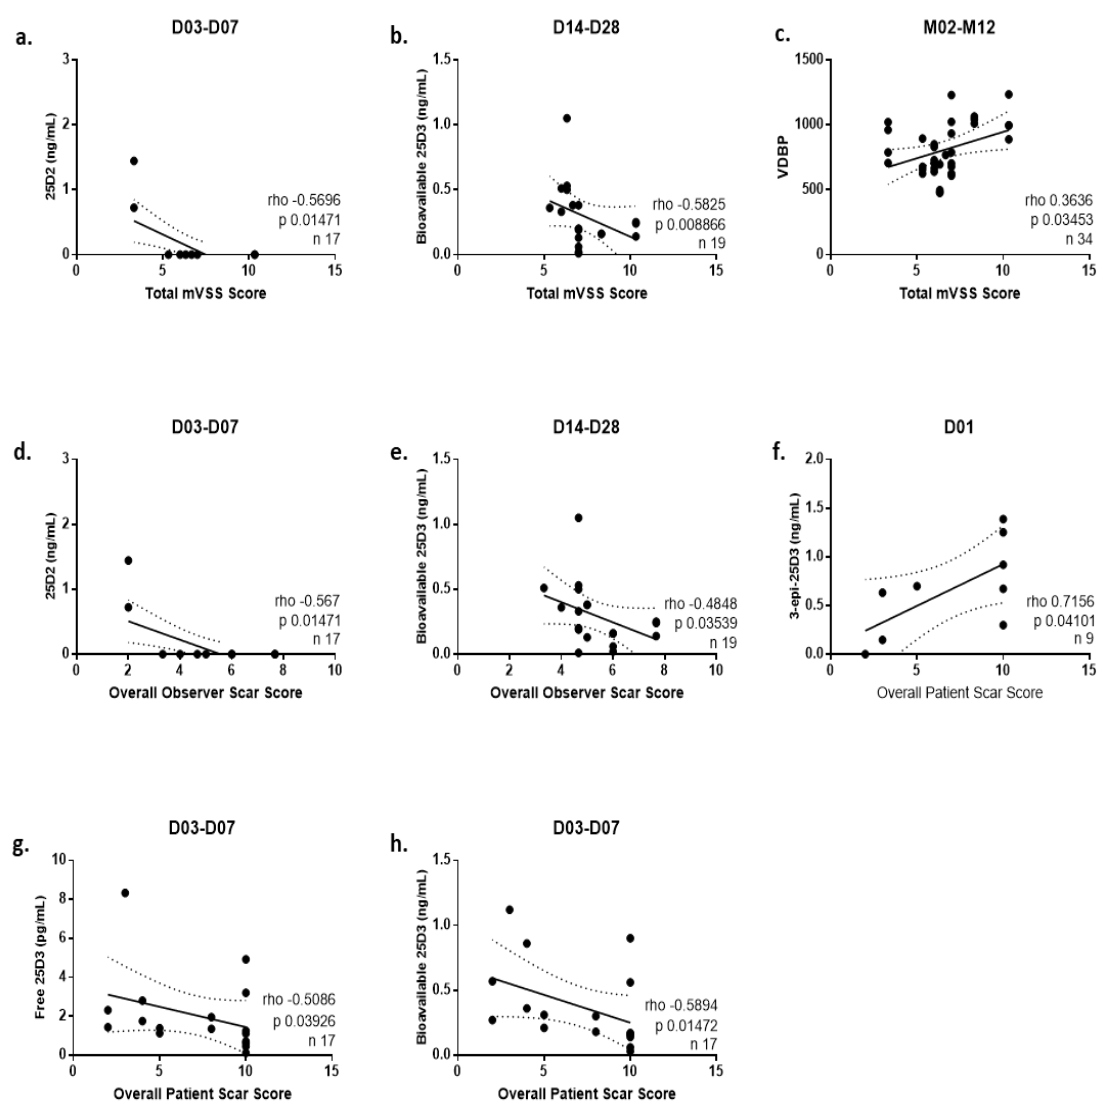 a.
D03-D07
25D2 (ng/mL)
3
2
1
0
0
5
10
15
rho -0.5696
p 0.01471
n 17
Total mVSS Score
b.
D14-D28
Bioavailable 25D3 (ng/mL)
1.5
1.0
0.5
0.0
0
5
10
15
rho -0.5825
p 0.008866
n 19
Total mVSS Score
c.
M02-M12
VDBP
1500
1000
500
0
0
5
10
15
rho 0.3636
p 0.03453
n 34
Total mVSS Score
d.
D03-D07
25D2 (ng/mL)
3
2
1
0
0
2
4
6
8
10
rho -0.567
p 0.01471
n 17
Overall Observer Scar Score
e.
D14-D28
Bioavailable 25D3 (ng/mL)
1.5
1.0
0.5
0.0
0
2
4
6
8
10
rho -0.4848
p 0.03539
n 19
Overall Observer Scar Score
f.
D01
3-epi-25D3 (ng/mL)
2.0
1.5
1.0
0.5
0.0
0
5
10
15
rho 0.7156
p 0.04101
n 9
Overall Patient Scar Score
g.
D03-D07
Free 25D3 (pg/mL)
10
8
6
4
2
0
0
5
10
15
rho -0.5086
p 0.03926
n 17
Overall Patient Scar Score
h.
D03-D07
Bioavailable 25D3 (ng/mL)
1.5
1.0
0.5
0.0
0
5
10
15
rho -0.5894
p 0.01472
n 17
Overall Patient Scar Score